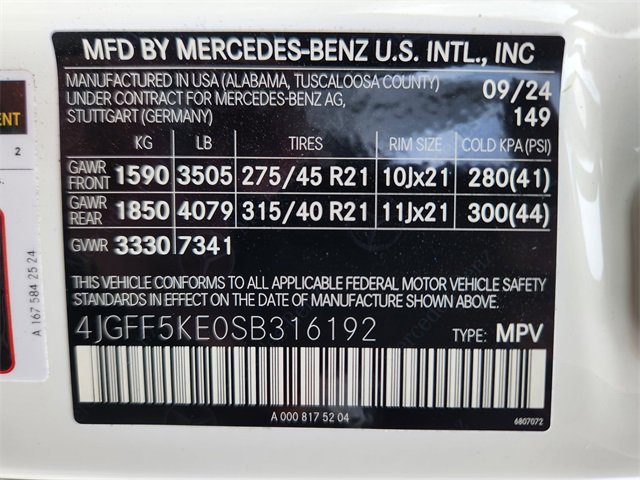 MFD BY MERCEDES-BENZ U.S. INTL., INC
MANUFACTURED IN USA (ALABAMA, TUSCALOOSA COUNTY) 09/24
UNDER CONTRACT FOR MERCEDES-BENZ AG,
STUTTGART (GERMANY) 149
KG LB TIRES RIM SIZE COLD KPA (PSI)
GAWR FRONT 1590 3505 275/45 R21 10Jx21 280(41)
GAWR REAR 1850 4079 315/40 R21 11Jx21 300(44)
GVWR 3330 7341
THIS VEHICLE CONFORMS TO ALL APPLICABLE FEDERAL MOTOR VEHICLE SAFETY
STANDARDS IN EFFECT ON THE DATE OF MANUFACTURE SHOWN ABOVE.
4JGFF5KE0SB316192 TYPE: MPV
A 000 817 52 04 6807072
ENT
2
A 167 584 25 24